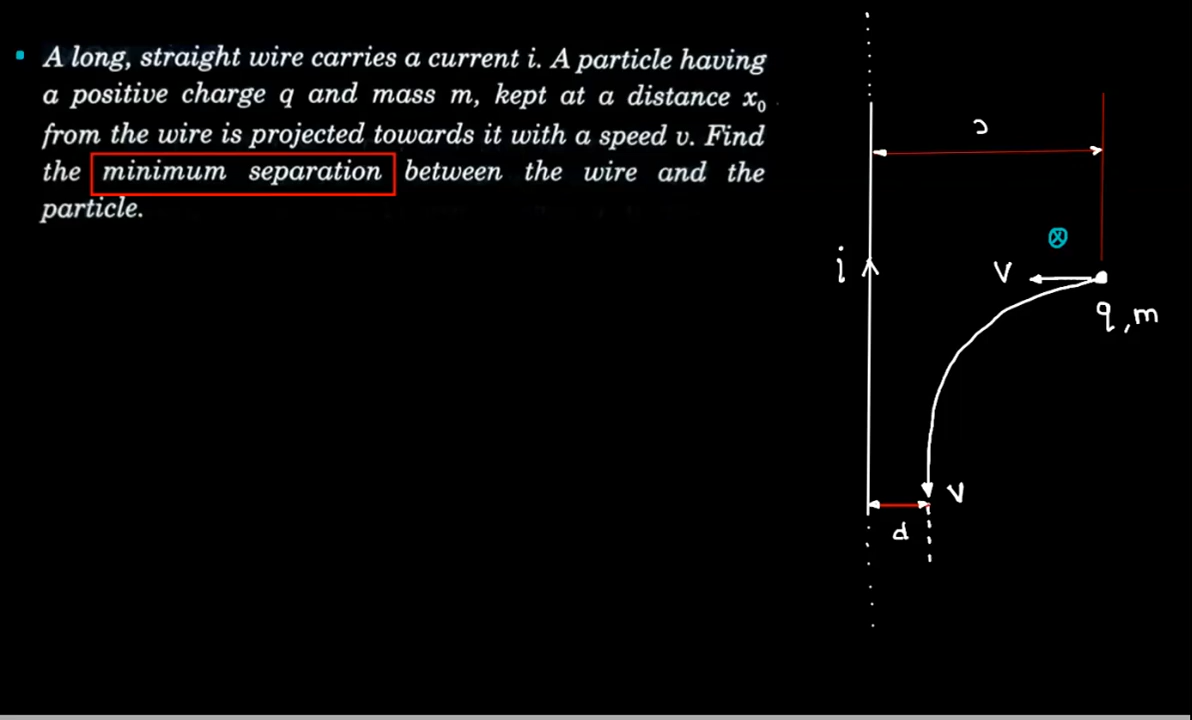 A long, straight wire carries a current i. A particle having
a positive charge q and mass m, kept at a distance x₀
from the wire is projected towards it with a speed v. Find
the minimum separation between the wire and the
particle.
i
V
q,m
V
d